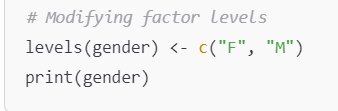 # Modifying factor levels
levels(gender) <- c("F", "M")
print(gender)